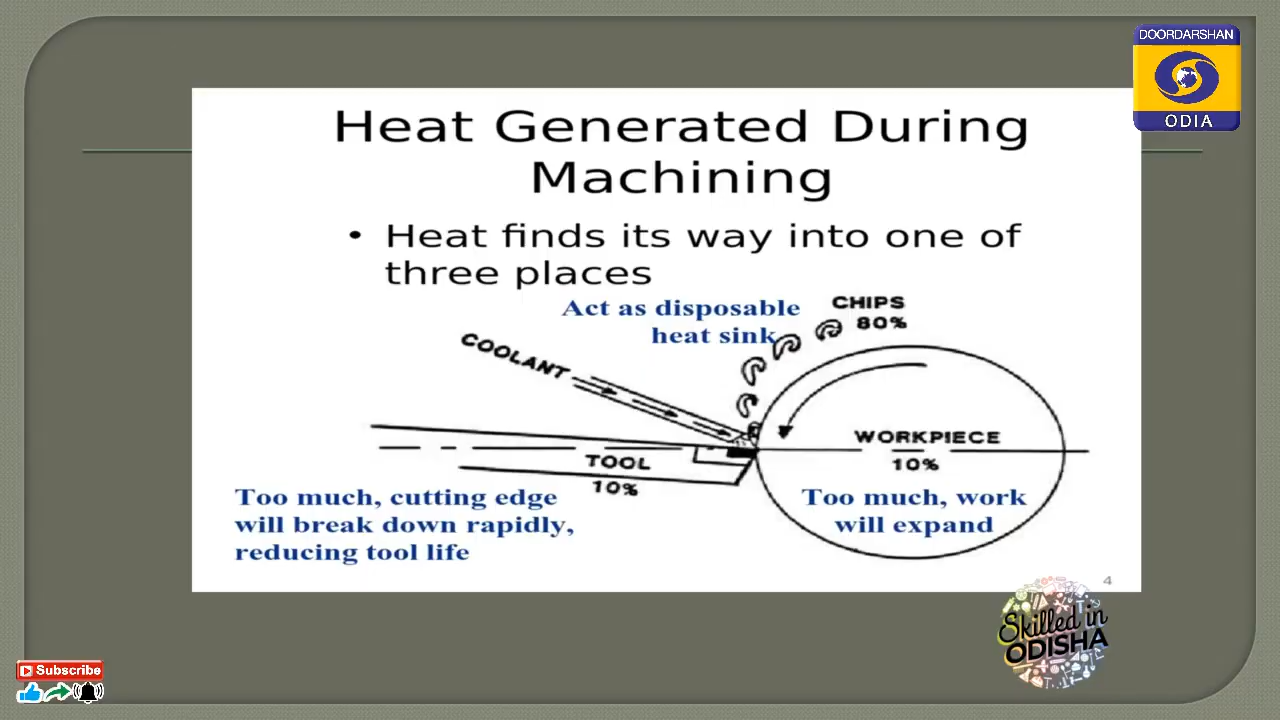 DOORDARSHAN
ODIA
Heat Generated During
Machining
• Heat finds its way into one of
three places
Act as disposable
heat sink
CHIPS
80%
COOLANT
WORKPIECE
10%
TOOL
10%
Too much, cutting edge
will break down rapidly,
reducing tool life
Too much, work
will expand
4
Skilled in
ODISHA
Subscribe